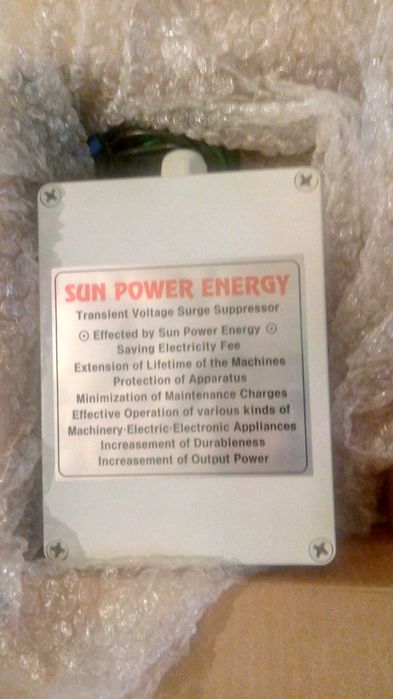 SUN POWER ENERGY
Transient Voltage Surge Suppressor
⊙ Effected by Sun Power Energy ⊙
Saving Electricity Fee
Extension of Lifetime of the Machines
Protection of Apparatus
Minimization of Maintenance Charges
Effective Operation of various kinds of
Machinery·Electric·Electronic Appliances
Increasement of Durableness
Increasement of Output Power